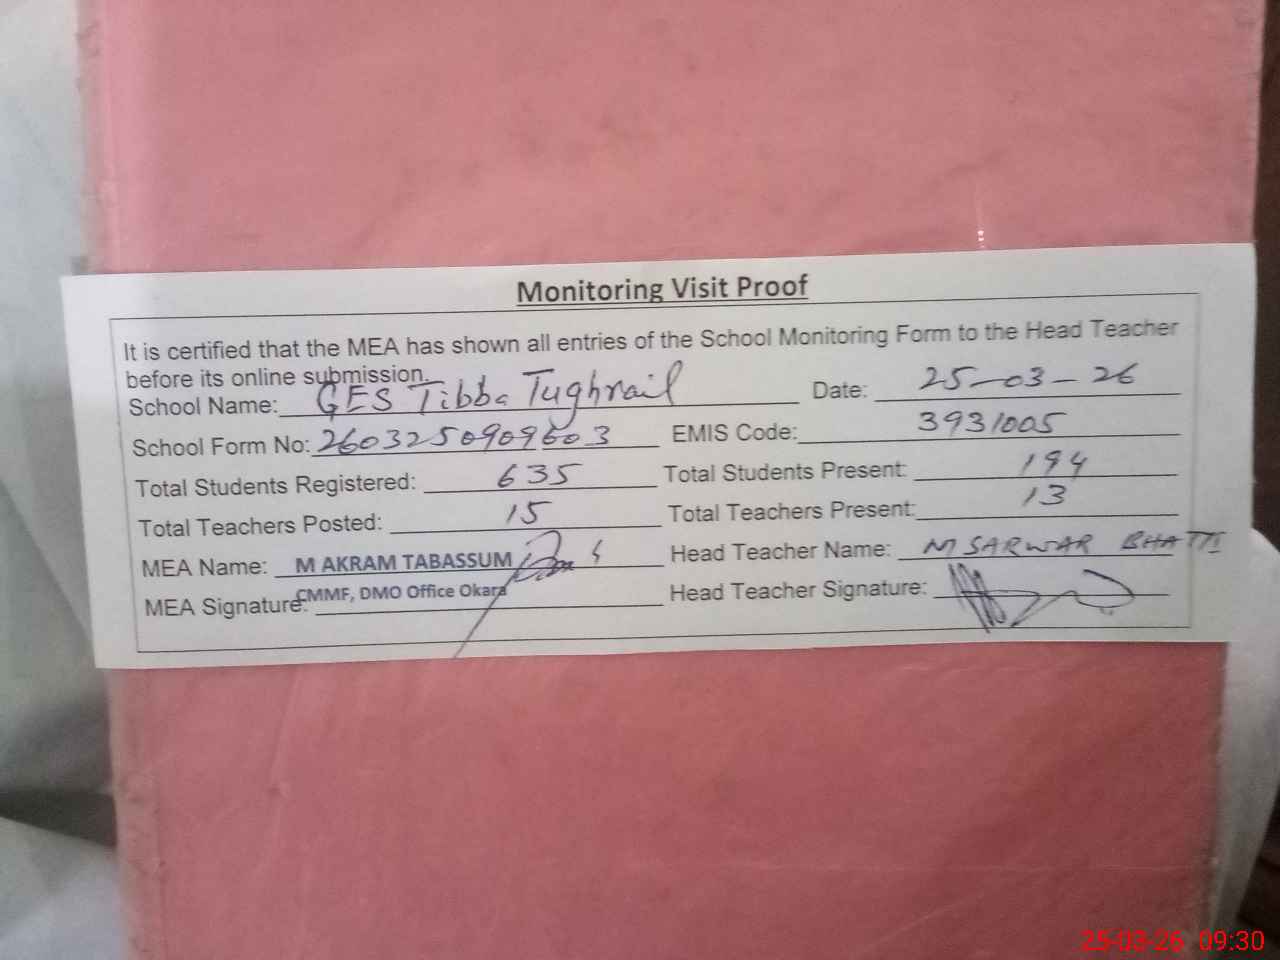 Monitoring Visit Proof
It is certified that the MEA has shown all entries of the School Monitoring Form to the Head Teacher
before its online submission.
School Name: GES Tibba Tughrail Date: 25-03-26
School Form No: 2603250909603 EMIS Code: 3931005
Total Students Registered: 635 Total Students Present: 194
Total Teachers Posted: 15 Total Teachers Present: 13
MEA Name: M AKRAM TABASSUM Head Teacher Name: M SARWAR BHATTI
CMMF, DMO Office Okara
MEA Signature: Head Teacher Signature:
25-03-26 09:30